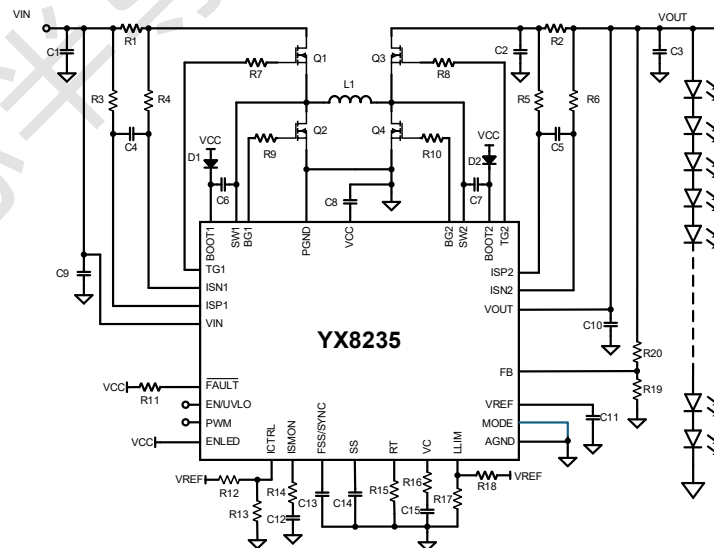 VIN
R1
VOUT
R2
C1
Q1
Q3
C2
C3
R7
R8
L1
R3
R4
R5
R6
C4
Q2
Q4
C5
VCC
VCC
D1
R9
R10
D2
C6
C7
C8
BOOT1
SW1
BG1
PGND
VCC
BG2
SW2
BOOT2
TG2
TG1
C9
ISN1
ISP1
VIN
ISP2
ISN2
VOUT
C10
YX8235
R20
FB
R19
VCC
R11
FAULT
EN/UVLO
PWM
VCC
ENLED
VREF
C11
MODE
AGND
ICTRL
ISMON
FSS/SYNC
SS
RT
VC
LLIM
VREF
R12
R13
R14
C12
C13
C14
R15
R16
C15
R17
R18
VREF